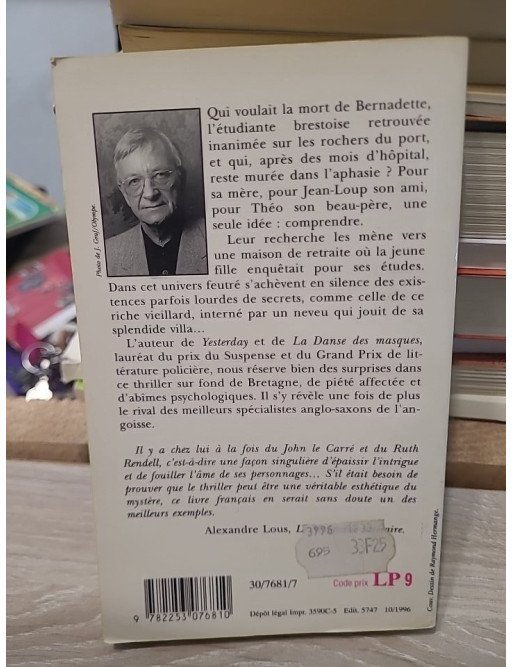 Qui voulait la mort de Bernadette,
l'étudiante brestoise retrouvée
inanimée sur les rochers du port,
et qui, après des mois d'hôpital,
reste murée dans l'aphasie ? Pour
sa mère, pour Jean-Loup son ami,
pour Théo son beau-père, une
seule idée : comprendre.
Leur recherche les mène vers
une maison de retraite où la jeune
fille enquêtait pour ses études.
Dans cet univers feutré s'achèvent en silence des exis-
tences parfois lourdes de secrets, comme celle de ce
riche vieillard, interné par un neveu qui jouit de sa
splendide villa...
L'auteur de Yesterday et de La Danse des masques,
lauréat du prix du Suspense et du Grand Prix de lit-
térature policière, nous réserve bien des surprises dans
ce thriller sur fond de Bretagne, de piété affectée et
d'abîmes psychologiques. Il s'y révèle une fois de plus
le rival des meilleurs spécialistes anglo-saxons de l'an-
goisse.
Il y a chez lui à la fois du John le Carré et du Ruth
Rendell, c'est-à-dire une façon singulière d'épaissir l'intrigue
et de fouiller l'âme de ses personnages... S'il était besoin de
prouver que le thriller peut être une véritable esthétique du
mystère, ce livre français en serait sans doute un des
meilleurs exemples.
Alexandre Lous,
3996
695 33F25
30/7681/7 Code prix LP 9
9 782253 076810
Dépôt légal Impr. 3590C-5 Edit. 5747 10/1996
Photo de J. Graf/Olympe.
Couv. Dessin de Raymond Hermange.